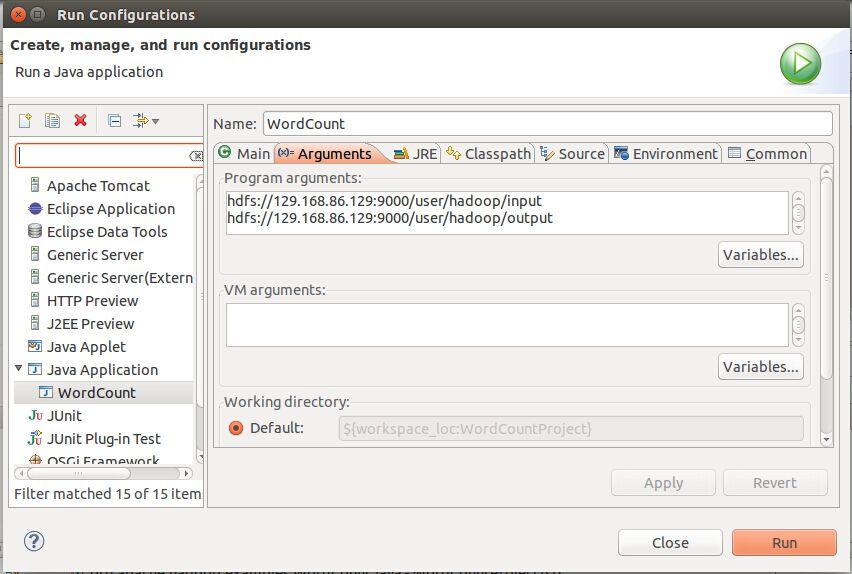 Run Configurations
Create, manage, and run configurations
Run a Java application
Name: WordCount
Main (x)= Arguments JRE Classpath Source Environment Common
Apache Tomcat
Eclipse Application
Eclipse Data Tools
Generic Server
Generic Server(Extern
HTTP Preview
J2EE Preview
Java Applet
Java Application
WordCount
JUnit
JUnit Plug-in Test
OSGi Framework
Filter matched 15 of 15 item
Program arguments:
hdfs://129.168.86.129:9000/user/hadoop/input
hdfs://129.168.86.129:9000/user/hadoop/output
Variables...
VM arguments:
Variables...
Working directory:
Default: ${workspace_loc:WordCountProject}
Apply Revert
? Close Run